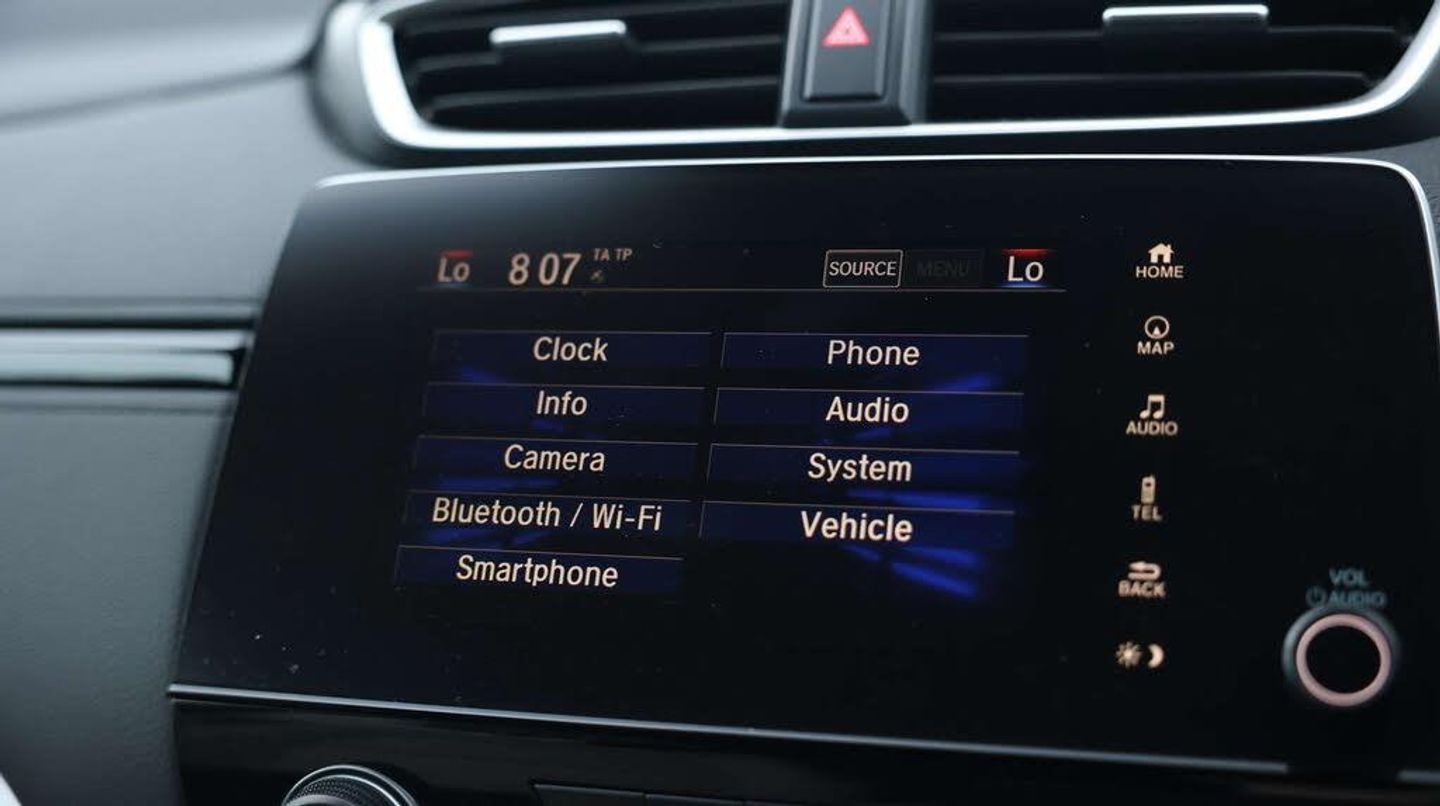 Lo 8 07 TA TP SOURCE MENU Lo
Clock
Phone
Info
Audio
Camera
System
Bluetooth / Wi-Fi
Vehicle
Smartphone
HOME
MAP
AUDIO
TEL
BACK
VOL
AUDIO